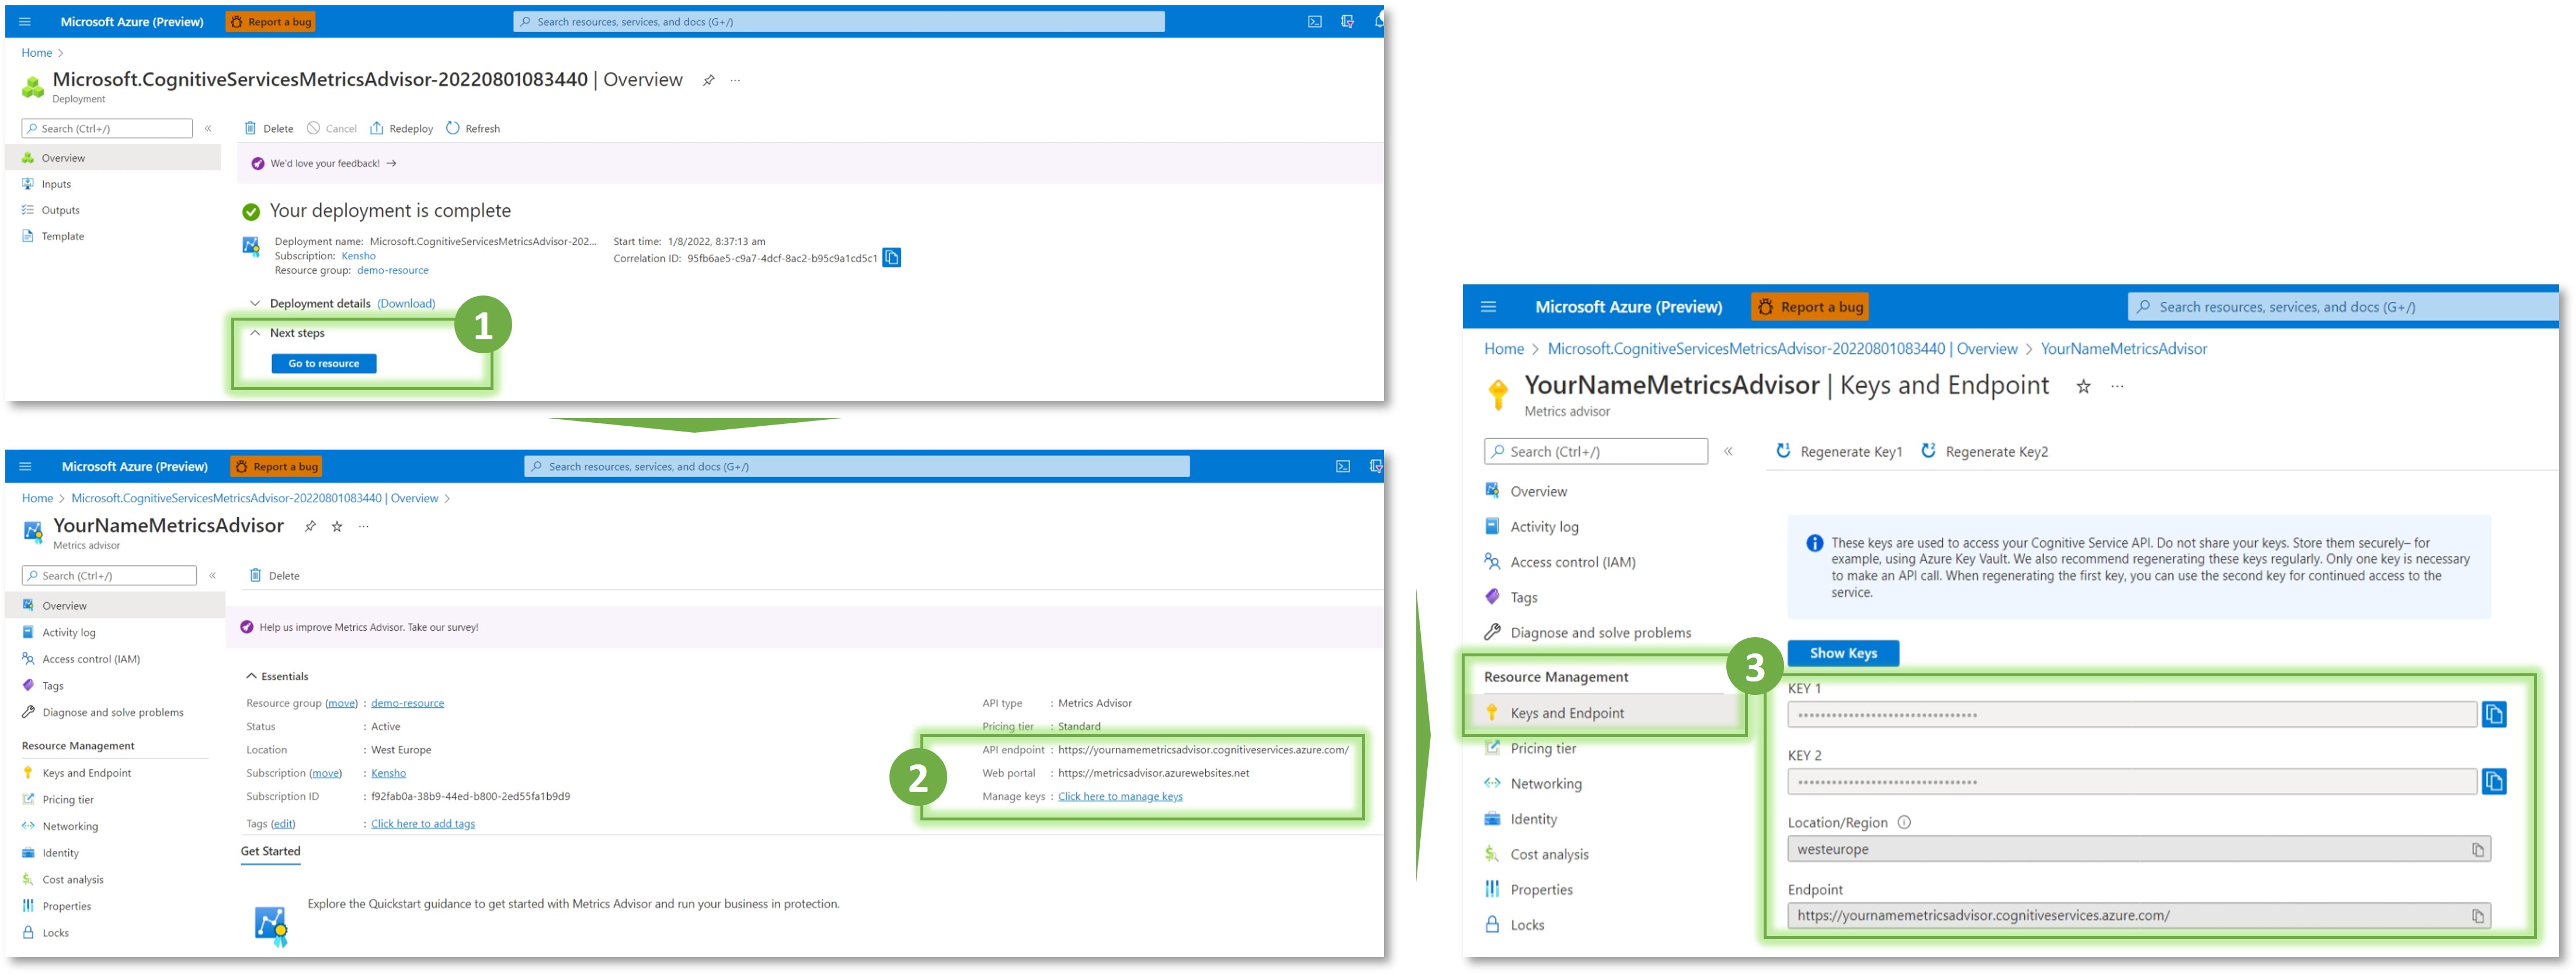 Microsoft Azure (Preview)
Report a bug
Search resources, services, and docs (G+/)
Home >
Microsoft.CognitiveServicesMetricsAdvisor-20220801083440 | Overview
...
Deployment
Search (Ctrl+/)
«
Delete
Cancel
Redeploy
Refresh
Overview
Inputs
Outputs
Template
We'd love your feedback! →
Your deployment is complete
Deployment name: Microsoft.CognitiveServicesMetricsAdvisor-202...
Subscription: Kensho
Resource group: demo-resource
Start time: 1/8/2022, 8:37:13 am
Correlation ID: 95fb6ae5-c9a7-4dcf-8ac2-b95c9a1cd5c1
Deployment details (Download)
Next steps
Go to resource
1
Microsoft Azure (Preview)
Report a bug
Search resources, services, and docs (G+/)
Home > Microsoft.CognitiveServicesMetricsAdvisor-20220801083440 | Overview >
YourNameMetricsAdvisor
...
Metrics advisor
Search (Ctrl+/)
«
Delete
Overview
Activity log
Access control (IAM)
Tags
Diagnose and solve problems
Resource Management
Keys and Endpoint
Pricing tier
Networking
Identity
Cost analysis
Properties
Locks
Help us improve Metrics Advisor. Take our survey!
Essentials
Resource group (move) : demo-resource
Status : Active
Location : West Europe
Subscription (move) : Kensho
Subscription ID : f92fab0a-38b9-44ed-b800-2ed55fa1b9d9
Tags (edit) : Click here to add tags
API type : Metrics Advisor
Pricing tier : Standard
API endpoint : https://yournamemetricsadvisor.cognitiveservices.azure.com/
Web portal : https://metricsadvisor.azurewebsites.net
Manage keys : Click here to manage keys
2
Get Started
Explore the Quickstart guidance to get started with Metrics Advisor and run your business in protection.
Microsoft Azure (Preview)
Report a bug
Search resources, services, and docs (G+/)
Home > Microsoft.CognitiveServicesMetricsAdvisor-20220801083440 | Overview > YourNameMetricsAdvisor
YourNameMetricsAdvisor | Keys and Endpoint
...
Metrics advisor
Search (Ctrl+/)
«
Regenerate Key1
Regenerate Key2
Overview
Activity log
Access control (IAM)
Tags
Diagnose and solve problems
Resource Management
Keys and Endpoint
Pricing tier
Networking
Identity
Cost analysis
Properties
Locks
These keys are used to access your Cognitive Service API. Do not share your keys. Store them securely– for
example, using Azure Key Vault. We also recommend regenerating these keys regularly. Only one key is necessary
to make an API call. When regenerating the first key, you can use the second key for continued access to the
service.
Show Keys
3
KEY 1
KEY 2
Location/Region
westeurope
Endpoint
https://yournamemetricsadvisor.cognitiveservices.azure.com/